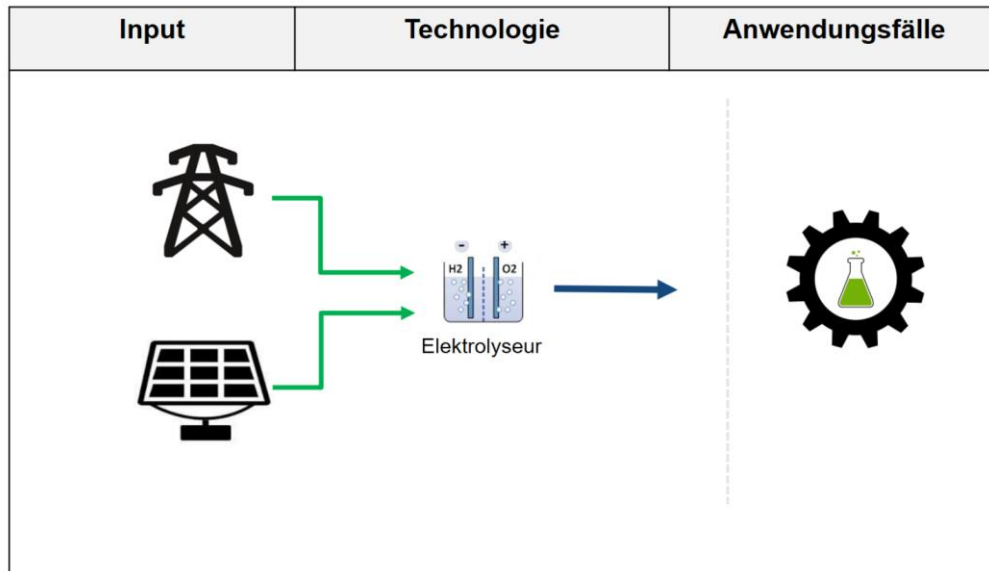 Input
Technologie
Anwendungsfälle
-
+
H2
O2
Elektrolyseur